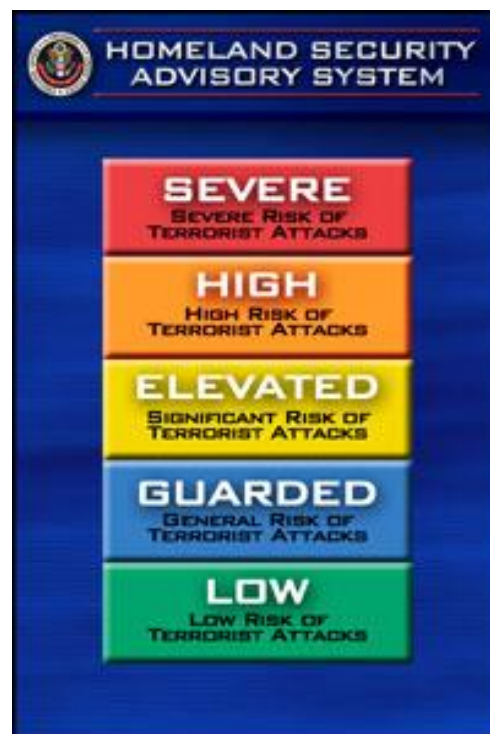 HOMELAND SECURITY
ADVISORY SYSTEM
SEVERE
SEVERE RISK OF
TERRORIST ATTACKS
HIGH
HIGH RISK OF
TERRORIST ATTACKS
ELEVATED
SIGNIFICANT RISK OF
TERRORIST ATTACKS
GUARDED
GENERAL RISK OF
TERRORIST ATTACKS
LOW
LOW RISK OF
TERRORIST ATTACKS